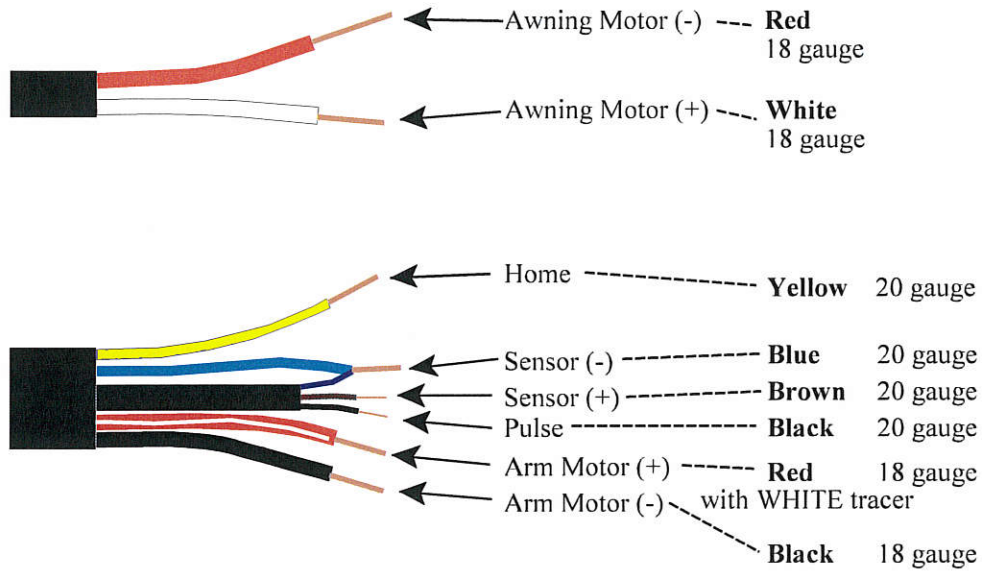 Awning Motor (-) Red
18 gauge
Awning Motor (+) White
18 gauge
Home Yellow 20 gauge
Sensor (-) Blue 20 gauge
Sensor (+) Brown 20 gauge
Pulse Black 20 gauge
Arm Motor (+) Red 18 gauge
with WHITE tracer
Arm Motor (-) Black 18 gauge